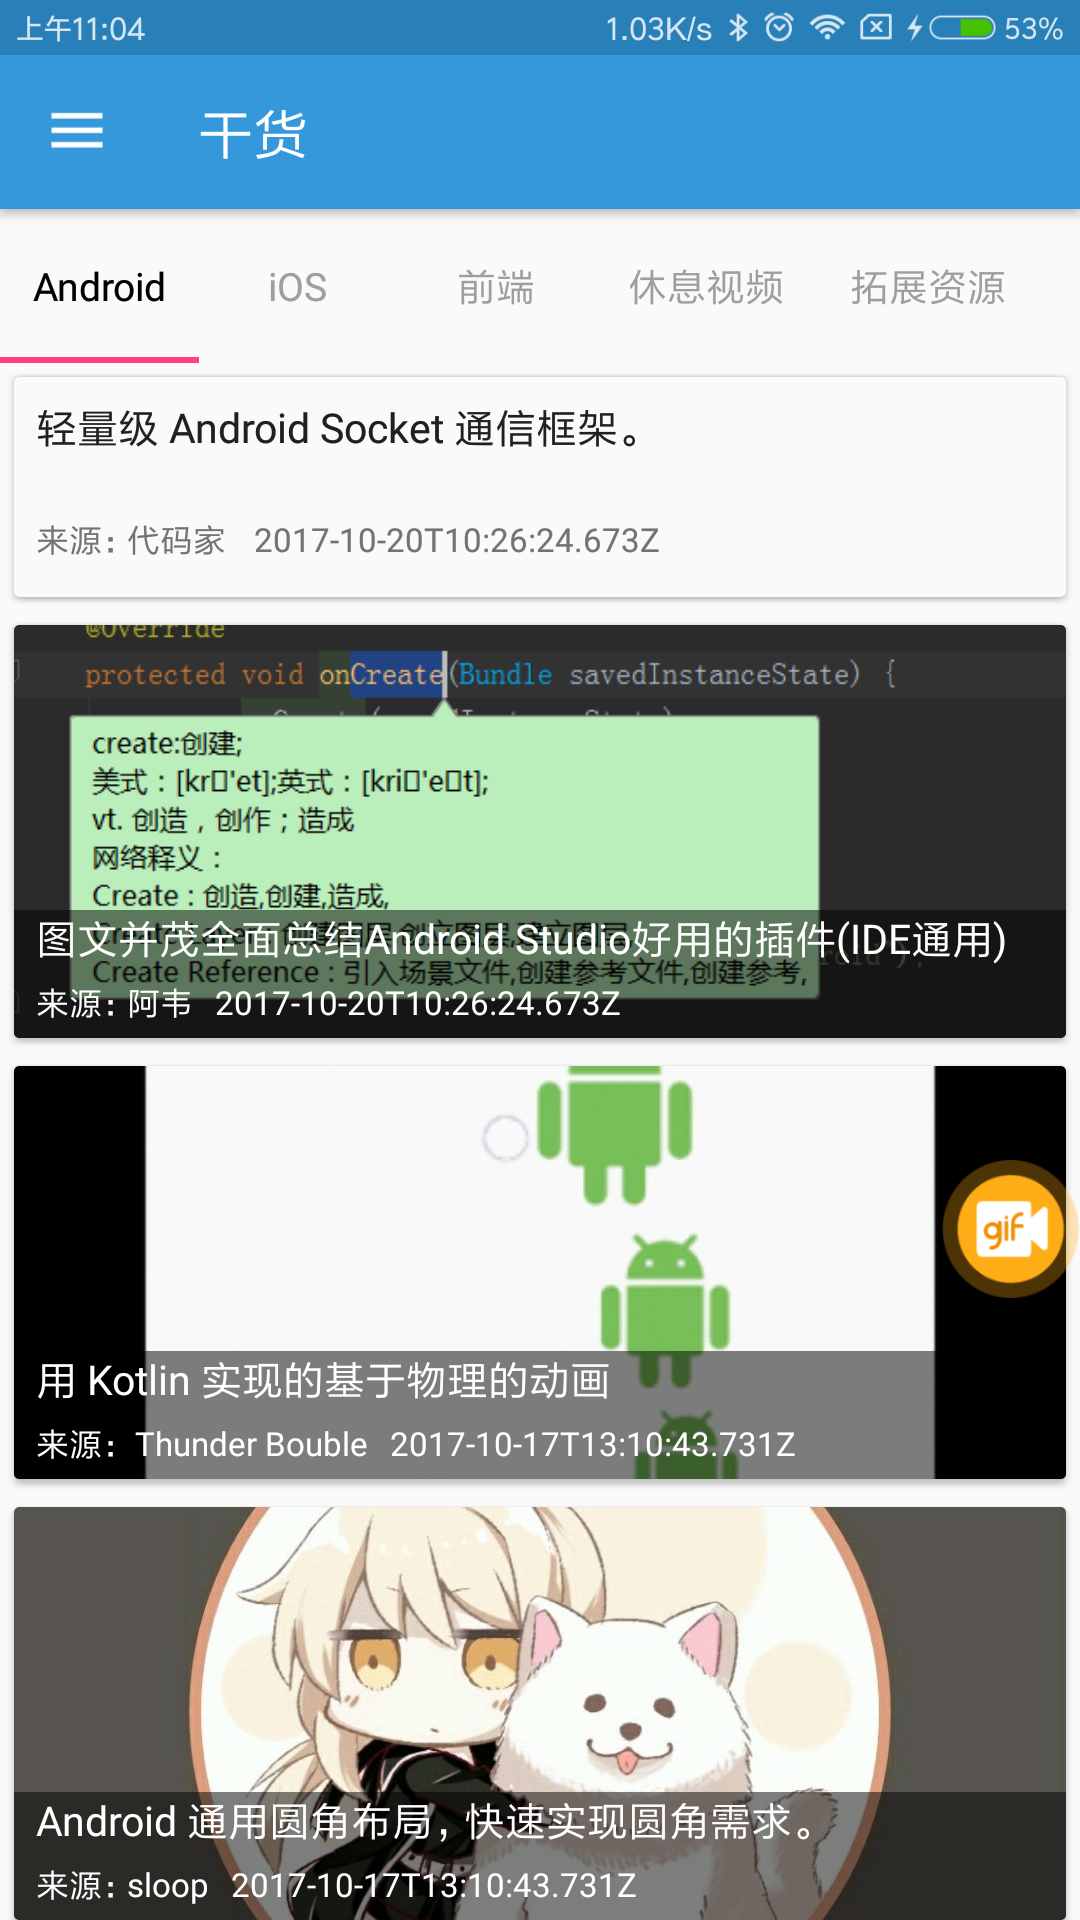 上午11:04
1.03K/s
53%
干货
Android
iOS
前端
休息视频
拓展资源
轻量级 Android Socket 通信框架。
来源: 代码家 2017-10-20T10:26:24.673Z
@Override
protected void onCreate(Bundle savedInstanceState) {
create:创建;
美式：[kr▯'et];英式：[kri▯'e▯t];
vt. 创造，创作；造成
网络释义：
Create : 创造,创建,造成,
图文并茂全面总结Android Studio好用的插件(IDE通用)
Create Reference : 引入场景文件,创建参考文件,创建参考,
来源: 阿韦 2017-10-20T10:26:24.673Z
gif
用 Kotlin 实现的基于物理的动画
来源: Thunder Bouble 2017-10-17T13:10:43.731Z
Android 通用圆角布局，快速实现圆角需求。
来源: sloop 2017-10-17T13:10:43.731Z